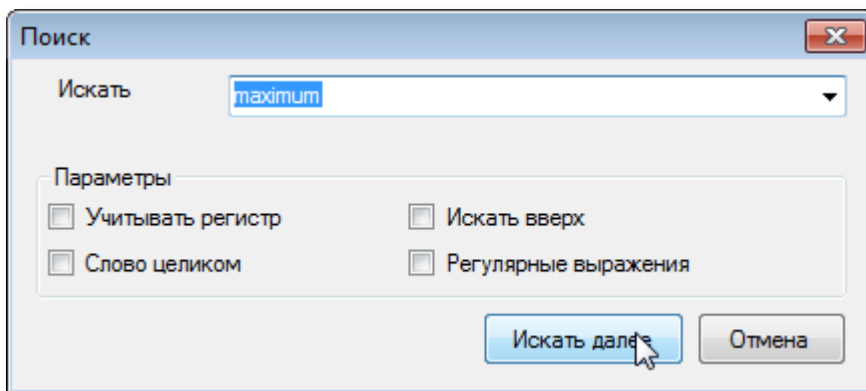 Поиск
Искать maximum
Параметры
Учитывать регистр Искать вверх
Слово целиком Регулярные выражения
Искать далее Отмена